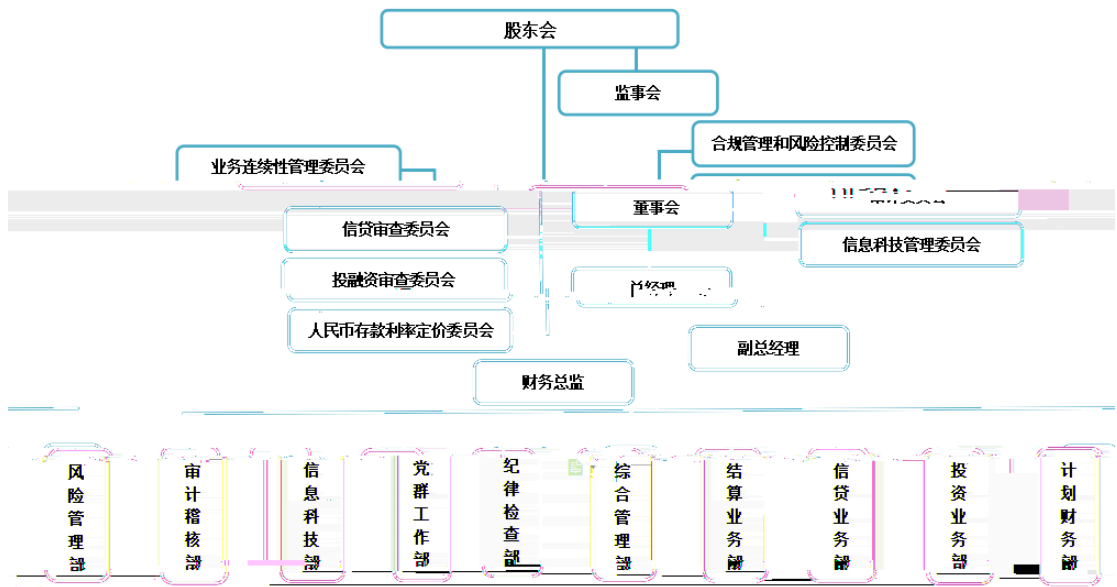 股东会
监事会
合规管理和风险控制委员会
业务连续性管理委员会
董事会
信贷审查委员会
信息科技管理委员会
投融资审查委员会
总经理
人民币存款利率定价委员会
副总经理
财务总监
风险管理部
审计稽核部
信息科技部
党群工作部
纪律检查部
综合管理部
结算业务部
信贷业务部
投资业务部
计划财务部